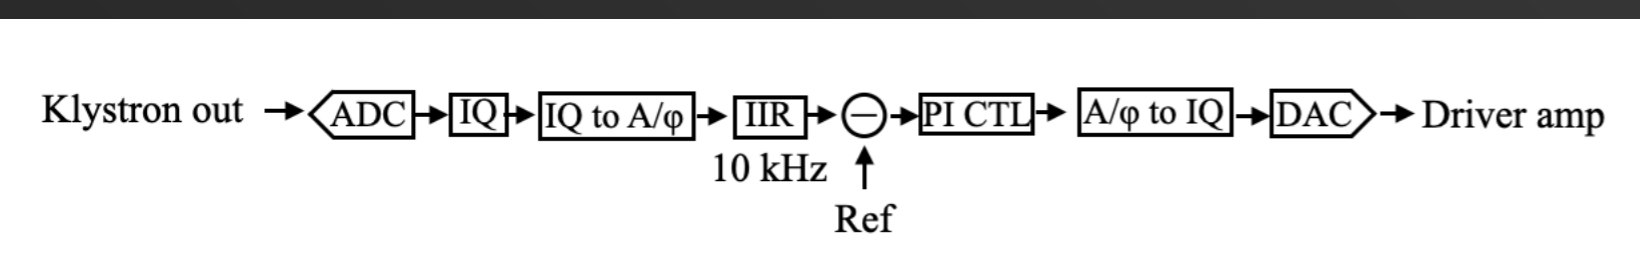 Klystron out ADC IQ IQ to A/φ IIR − PI CTL A/φ to IQ DAC Driver amp
10 kHz
Ref